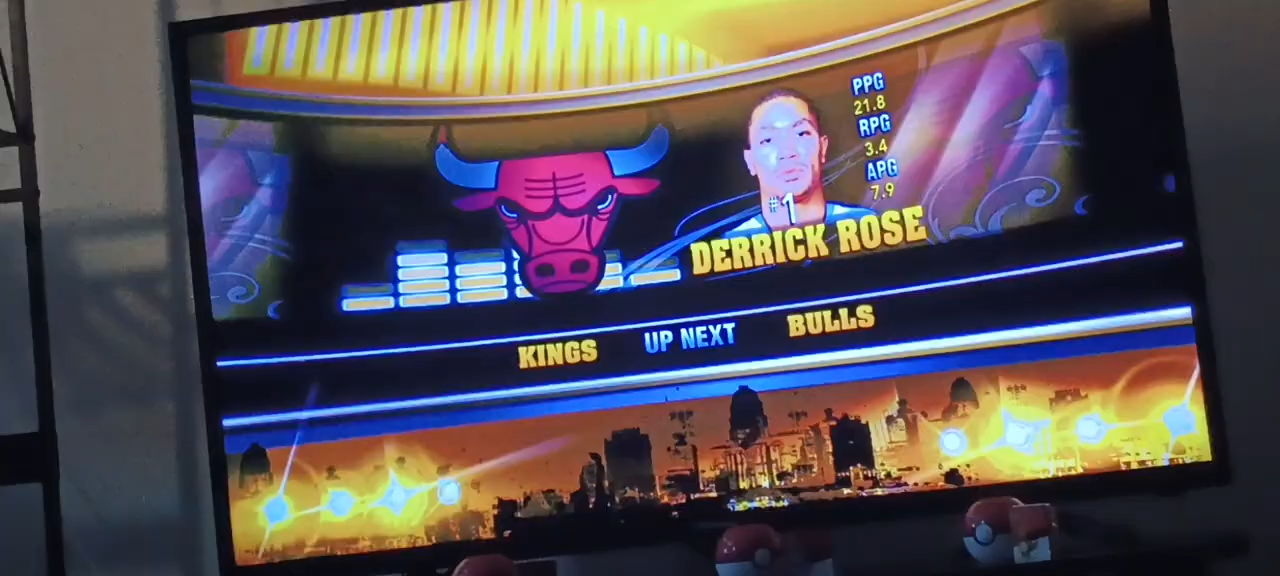 PPG
21.8
RPG
3.4
APG
7.9
#1
DERRICK ROSE
KINGS UP NEXT BULLS